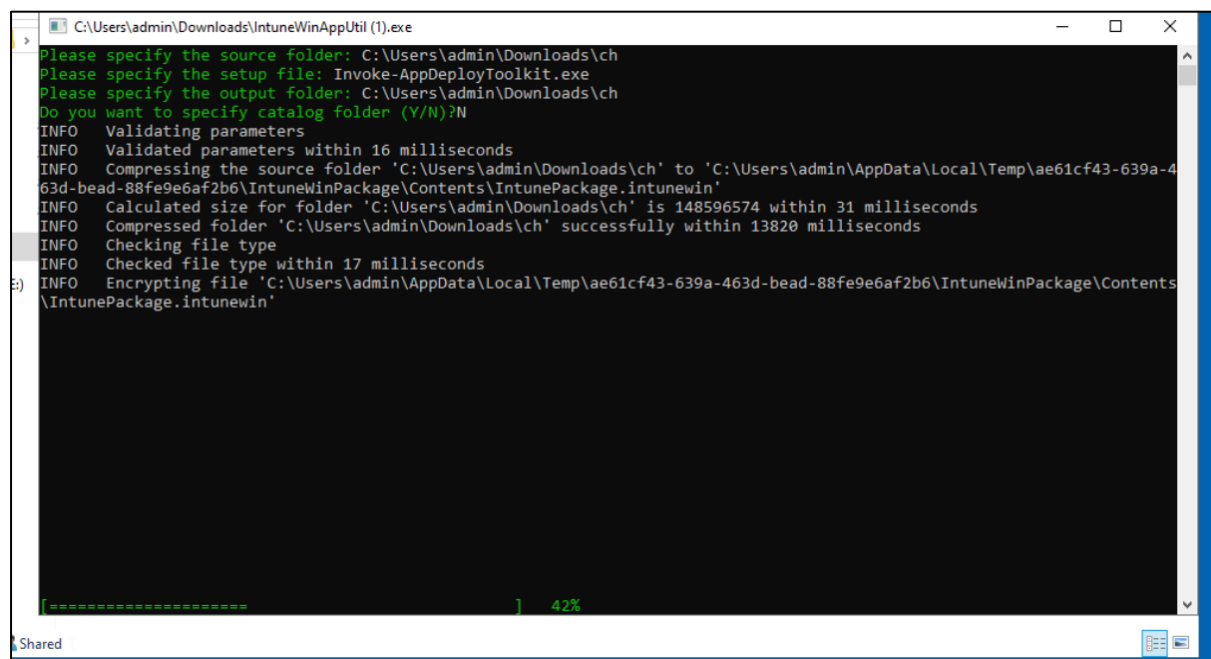 C:\Users\admin\Downloads\IntuneWinAppUtil (1).exe
Please specify the source folder: C:\Users\admin\Downloads\ch
Please specify the setup file: Invoke-AppDeployToolkit.exe
Please specify the output folder: C:\Users\admin\Downloads\ch
Do you want to specify catalog folder (Y/N)?N
INFO   Validating parameters
INFO   Validated parameters within 16 milliseconds
INFO   Compressing the source folder 'C:\Users\admin\Downloads\ch' to 'C:\Users\admin\AppData\Local\Temp\ae61cf43-639a-4
63d-bead-88fe9e6af2b6\IntuneWinPackage\Contents\IntunePackage.intunewin'
INFO   Calculated size for folder 'C:\Users\admin\Downloads\ch' is 148596574 within 31 milliseconds
INFO   Compressed folder 'C:\Users\admin\Downloads\ch' successfully within 13820 milliseconds
INFO   Checking file type
INFO   Checked file type within 17 milliseconds
E:)
INFO   Encrypting file 'C:\Users\admin\AppData\Local\Temp\ae61cf43-639a-463d-bead-88fe9e6af2b6\IntuneWinPackage\Contents
\IntunePackage.intunewin'
[=====================                            ]   42%
Shared